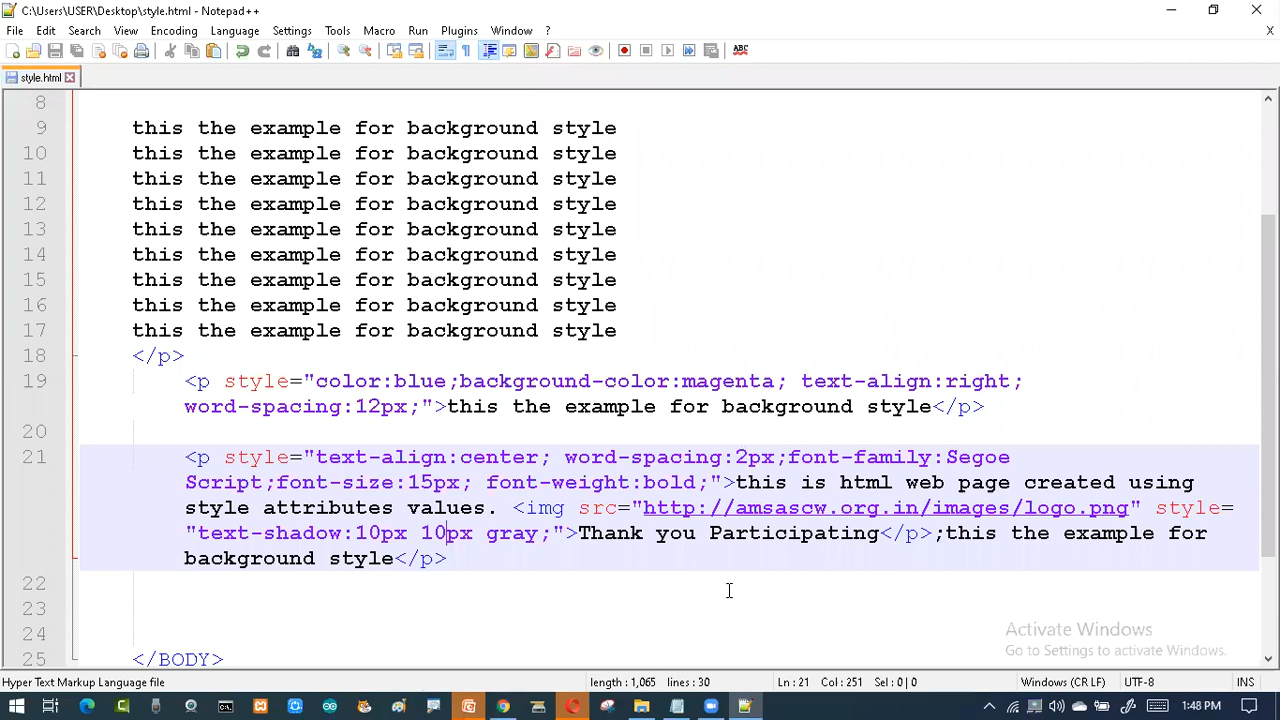 C:\Users\USER\Desktop\style.html - Notepad++
File Edit Search View Encoding Language Settings Tools Macro Run Plugins Window ?
X
ABC
style.html
8
9 this the example for background style
10 this the example for background style
11 this the example for background style
12 this the example for background style
13 this the example for background style
14 this the example for background style
15 this the example for background style
16 this the example for background style
17 this the example for background style
18 </p>
19 <p style="color:blue;background-color:magenta; text-align:right;
word-spacing:12px;">this the example for background style</p>
20
21 <p style="text-align:center; word-spacing:2px;font-family:Segoe
Script;font-size:15px; font-weight:bold;">this is html web page created using
style attributes values. <img src="http://amsascw.org.in/images/logo.png" style=
"text-shadow:10px 10px gray;">Thank you Participating</p>;this the example for
background style</p>
22
23
24
25 </BODY>
Activate Windows
Go to Settings to activate Windows.
Hyper Text Markup Language file length : 1,065 lines : 30 Ln : 21 Col : 251 Sel : 0 | 0 Windows (CR LF) UTF-8 INS
1:48 PM